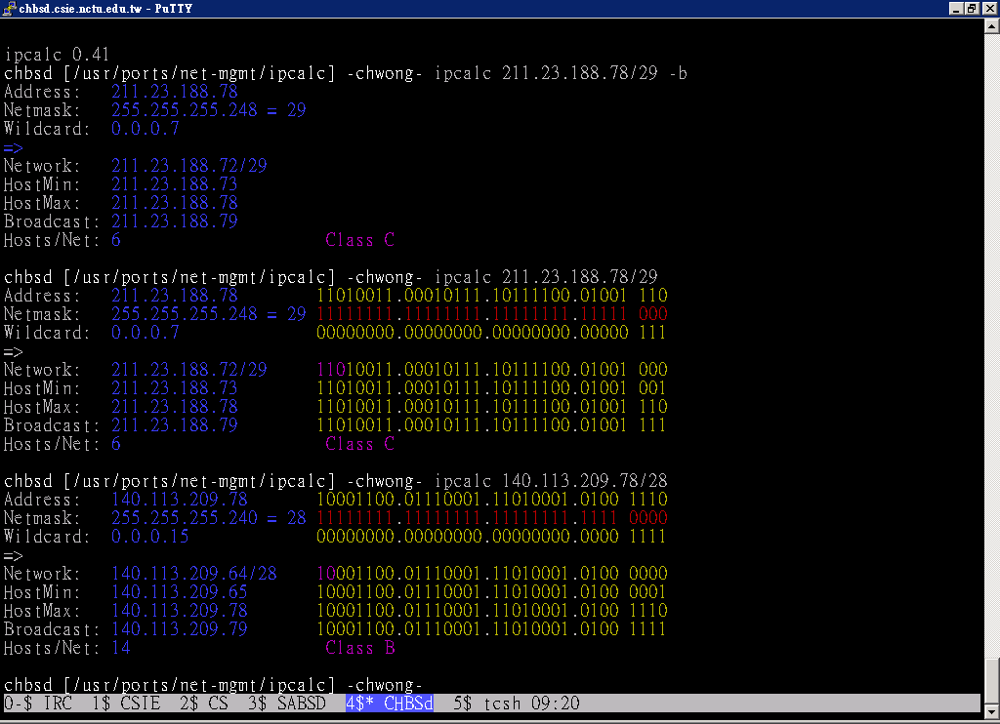 chbsd.csie.nctu.edu.tw - PuTTY
ipcalc 0.41
chbsd [/usr/ports/net-mgmt/ipcalc] -chwong- ipcalc 211.23.188.78/29 -b
Address:   211.23.188.78
Netmask:   255.255.255.248 = 29
Wildcard:  0.0.0.7
=>
Network:   211.23.188.72/29
HostMin:   211.23.188.73
HostMax:   211.23.188.78
Broadcast: 211.23.188.79
Hosts/Net: 6                     Class C
chbsd [/usr/ports/net-mgmt/ipcalc] -chwong- ipcalc 211.23.188.78/29
Address:   211.23.188.78        11010011.00010111.10111100.01001 110
Netmask:   255.255.255.248 = 29 11111111.11111111.11111111.11111 000
Wildcard:  0.0.0.7              00000000.00000000.00000000.00000 111
=>
Network:   211.23.188.72/29     11010011.00010111.10111100.01001 000
HostMin:   211.23.188.73        11010011.00010111.10111100.01001 001
HostMax:   211.23.188.78        11010011.00010111.10111100.01001 110
Broadcast: 211.23.188.79        11010011.00010111.10111100.01001 111
Hosts/Net: 6                     Class C
chbsd [/usr/ports/net-mgmt/ipcalc] -chwong- ipcalc 140.113.209.78/28
Address:   140.113.209.78       10001100.01110001.11010001.0100 1110
Netmask:   255.255.255.240 = 28 11111111.11111111.11111111.1111 0000
Wildcard:  0.0.0.15             00000000.00000000.00000000.0000 1111
=>
Network:   140.113.209.64/28    10001100.01110001.11010001.0100 0000
HostMin:   140.113.209.65       10001100.01110001.11010001.0100 0001
HostMax:   140.113.209.78       10001100.01110001.11010001.0100 1110
Broadcast: 140.113.209.79       10001100.01110001.11010001.0100 1111
Hosts/Net: 14                    Class B
chbsd [/usr/ports/net-mgmt/ipcalc] -chwong-
0-$ IRC  1$ CSIE  2$ CS  3$ SABSD  4$* CHBSd  5$ tcsh 09:20